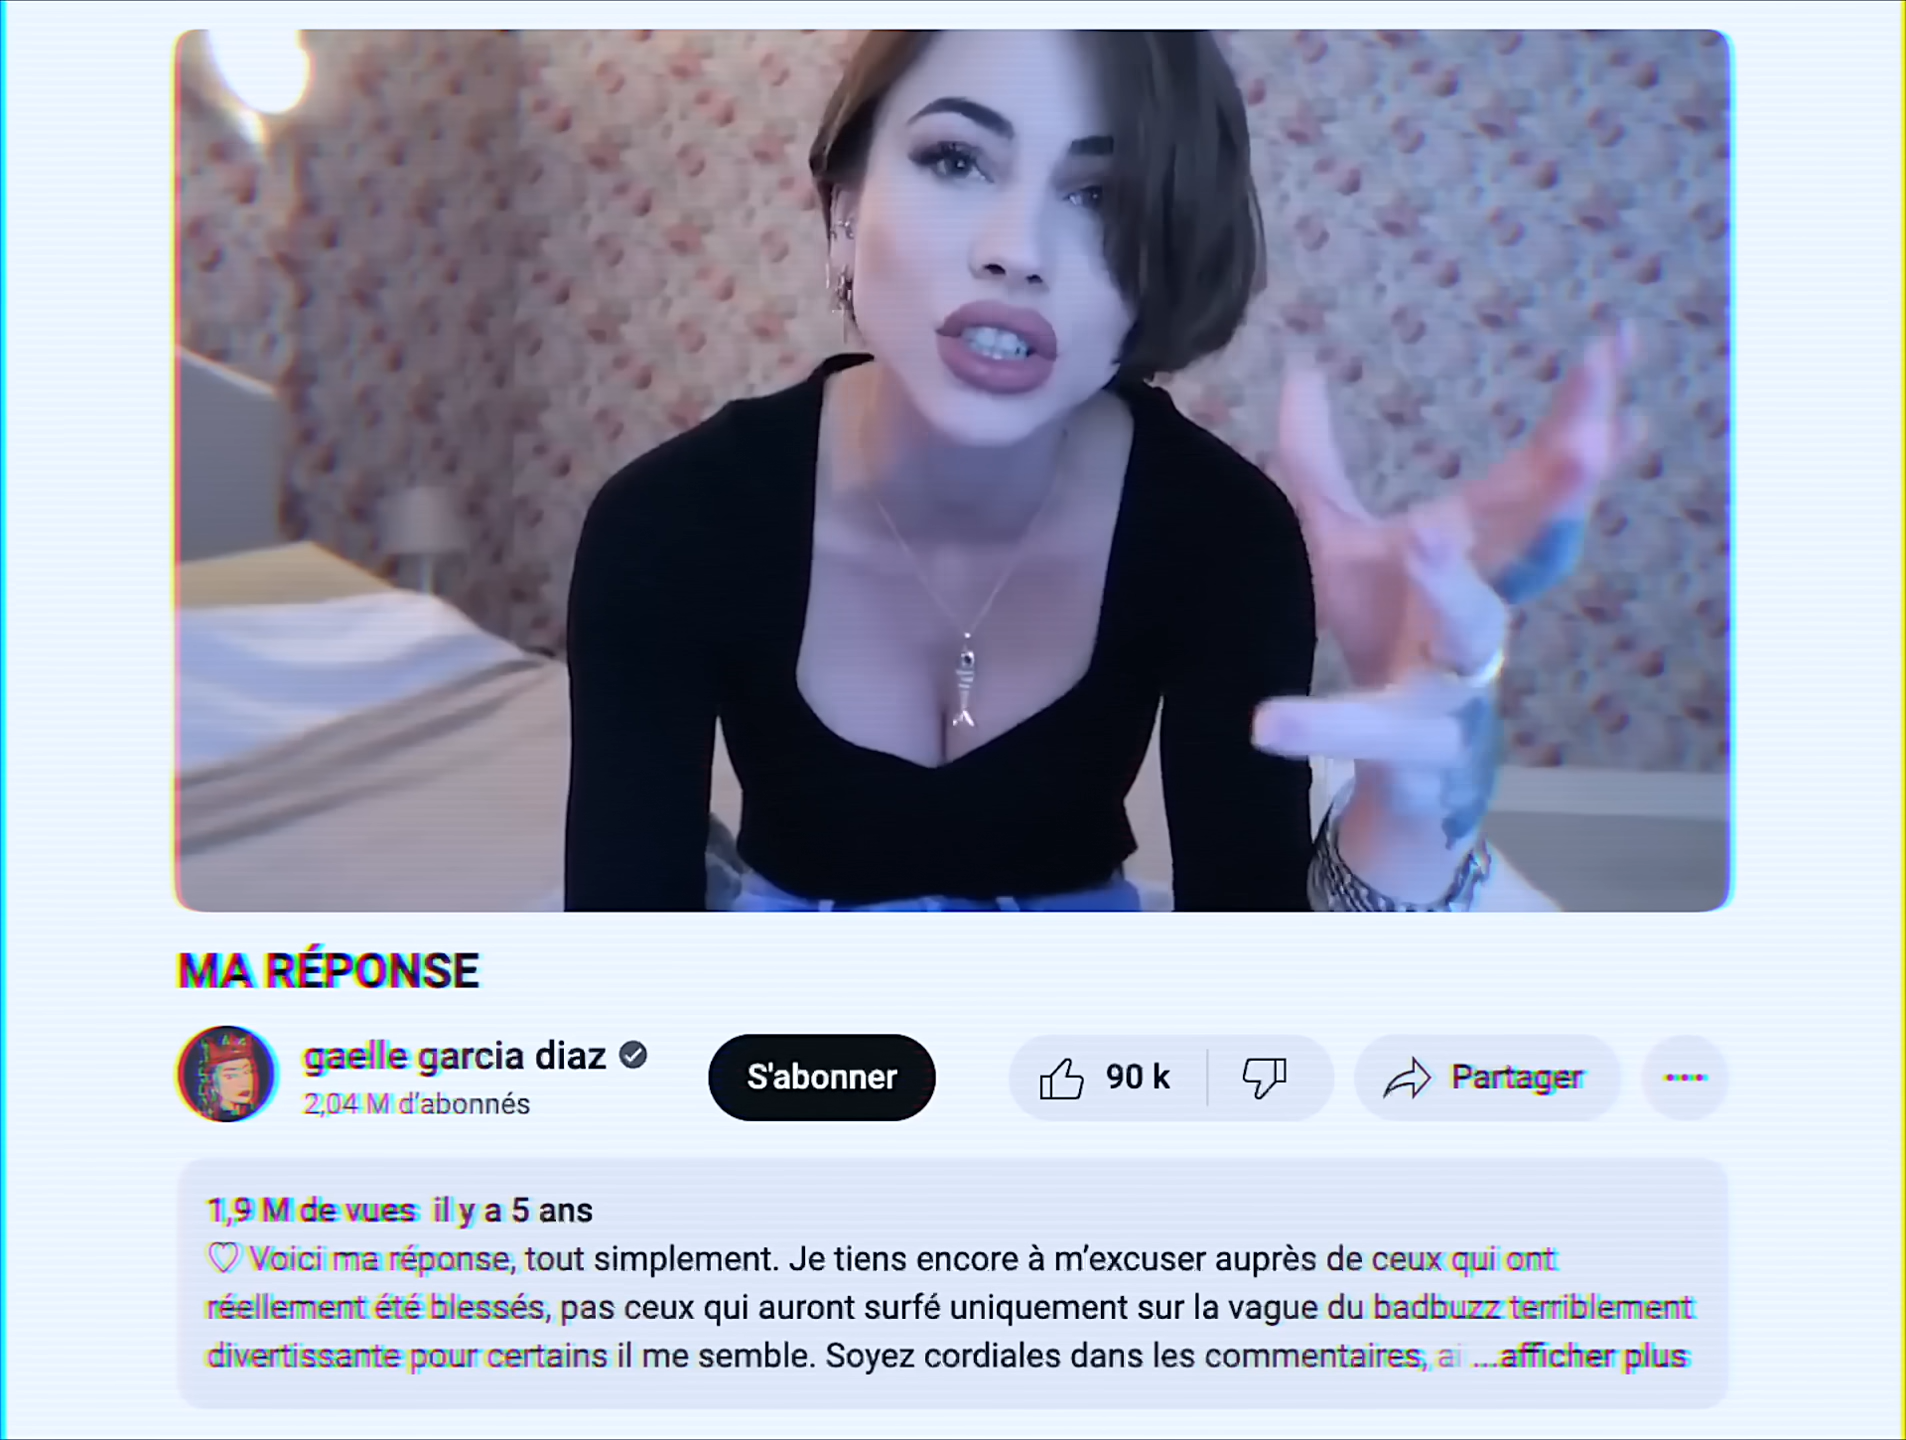 MA RÉPONSE
gaelle garcia diaz
2,04 M d’abonnés
S'abonner
90 k
Partager
1,9 M de vues il y a 5 ans
♡ Voici ma réponse, tout simplement. Je tiens encore à m’excuser auprès de ceux qui ont
réellement été blessés, pas ceux qui auront surfé uniquement sur la vague du badbuzz terriblement
divertissante pour certains il me semble. Soyez cordiales dans les commentaires, ai ...afficher plus